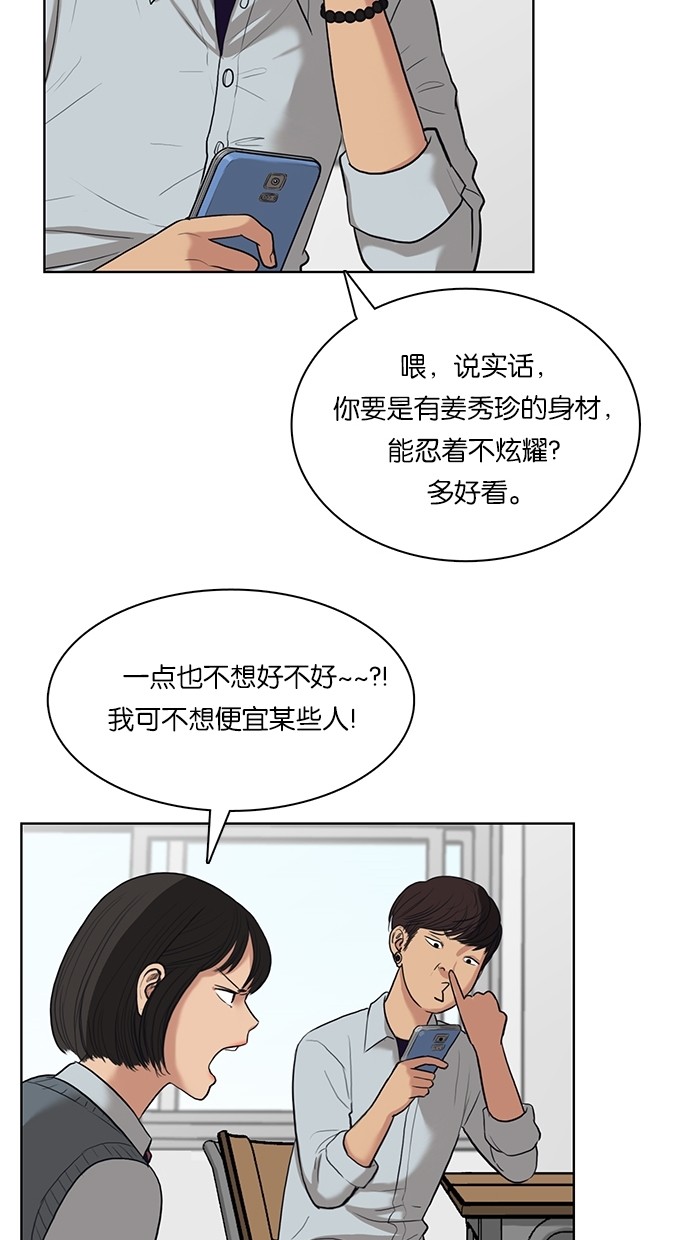 喂，说实话，
你要是有姜秀珍的身材，
能忍着不炫耀?
多好看。
一点也不想好不好~~?!
我可不想便宜某些人!